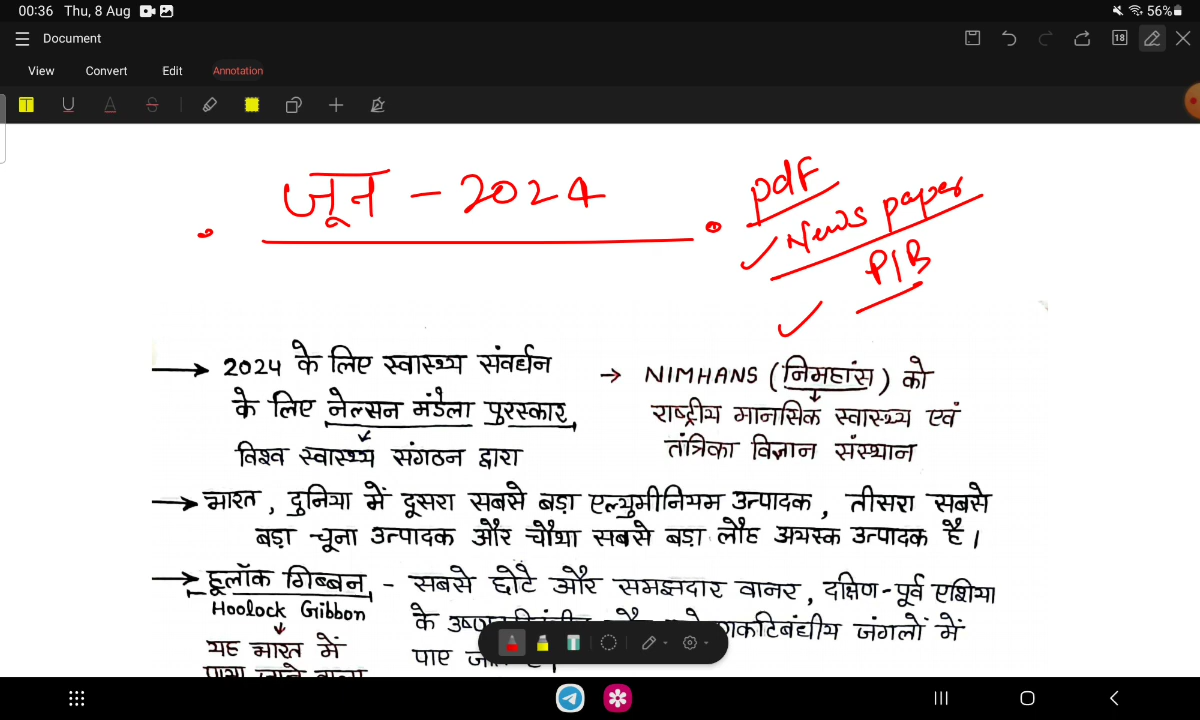 00:36 Thu, 8 Aug
56%
Document
18
View Convert Edit Annotation
T U A S
जून - 2024
pdf
News paper
PIB
→ 2024 के लिए स्वास्थ्य संवर्धन
के लिए नेल्सन मंडेला पुरस्कार,
विश्व स्वास्थ्य संगठन द्वारा
→ NIMHANS (निमहांस) को
राष्ट्रीय मानसिक स्वास्थ्य एवं
तंत्रिका विज्ञान संस्थान
→ भारत, दुनिया में दूसरा सबसे बड़ा एल्युमीनियम उत्पादक, तीसरा सबसे
बड़ा चूना उत्पादक और चौथा सबसे बड़ा लौह अयस्क उत्पादक है।
→ हूलॉक गिब्बन - सबसे छोटे और समझदार वानर, दक्षिण-पूर्व एशिया
Hoolock Gibbon
के जंगलों में
यह भारत में
पाए